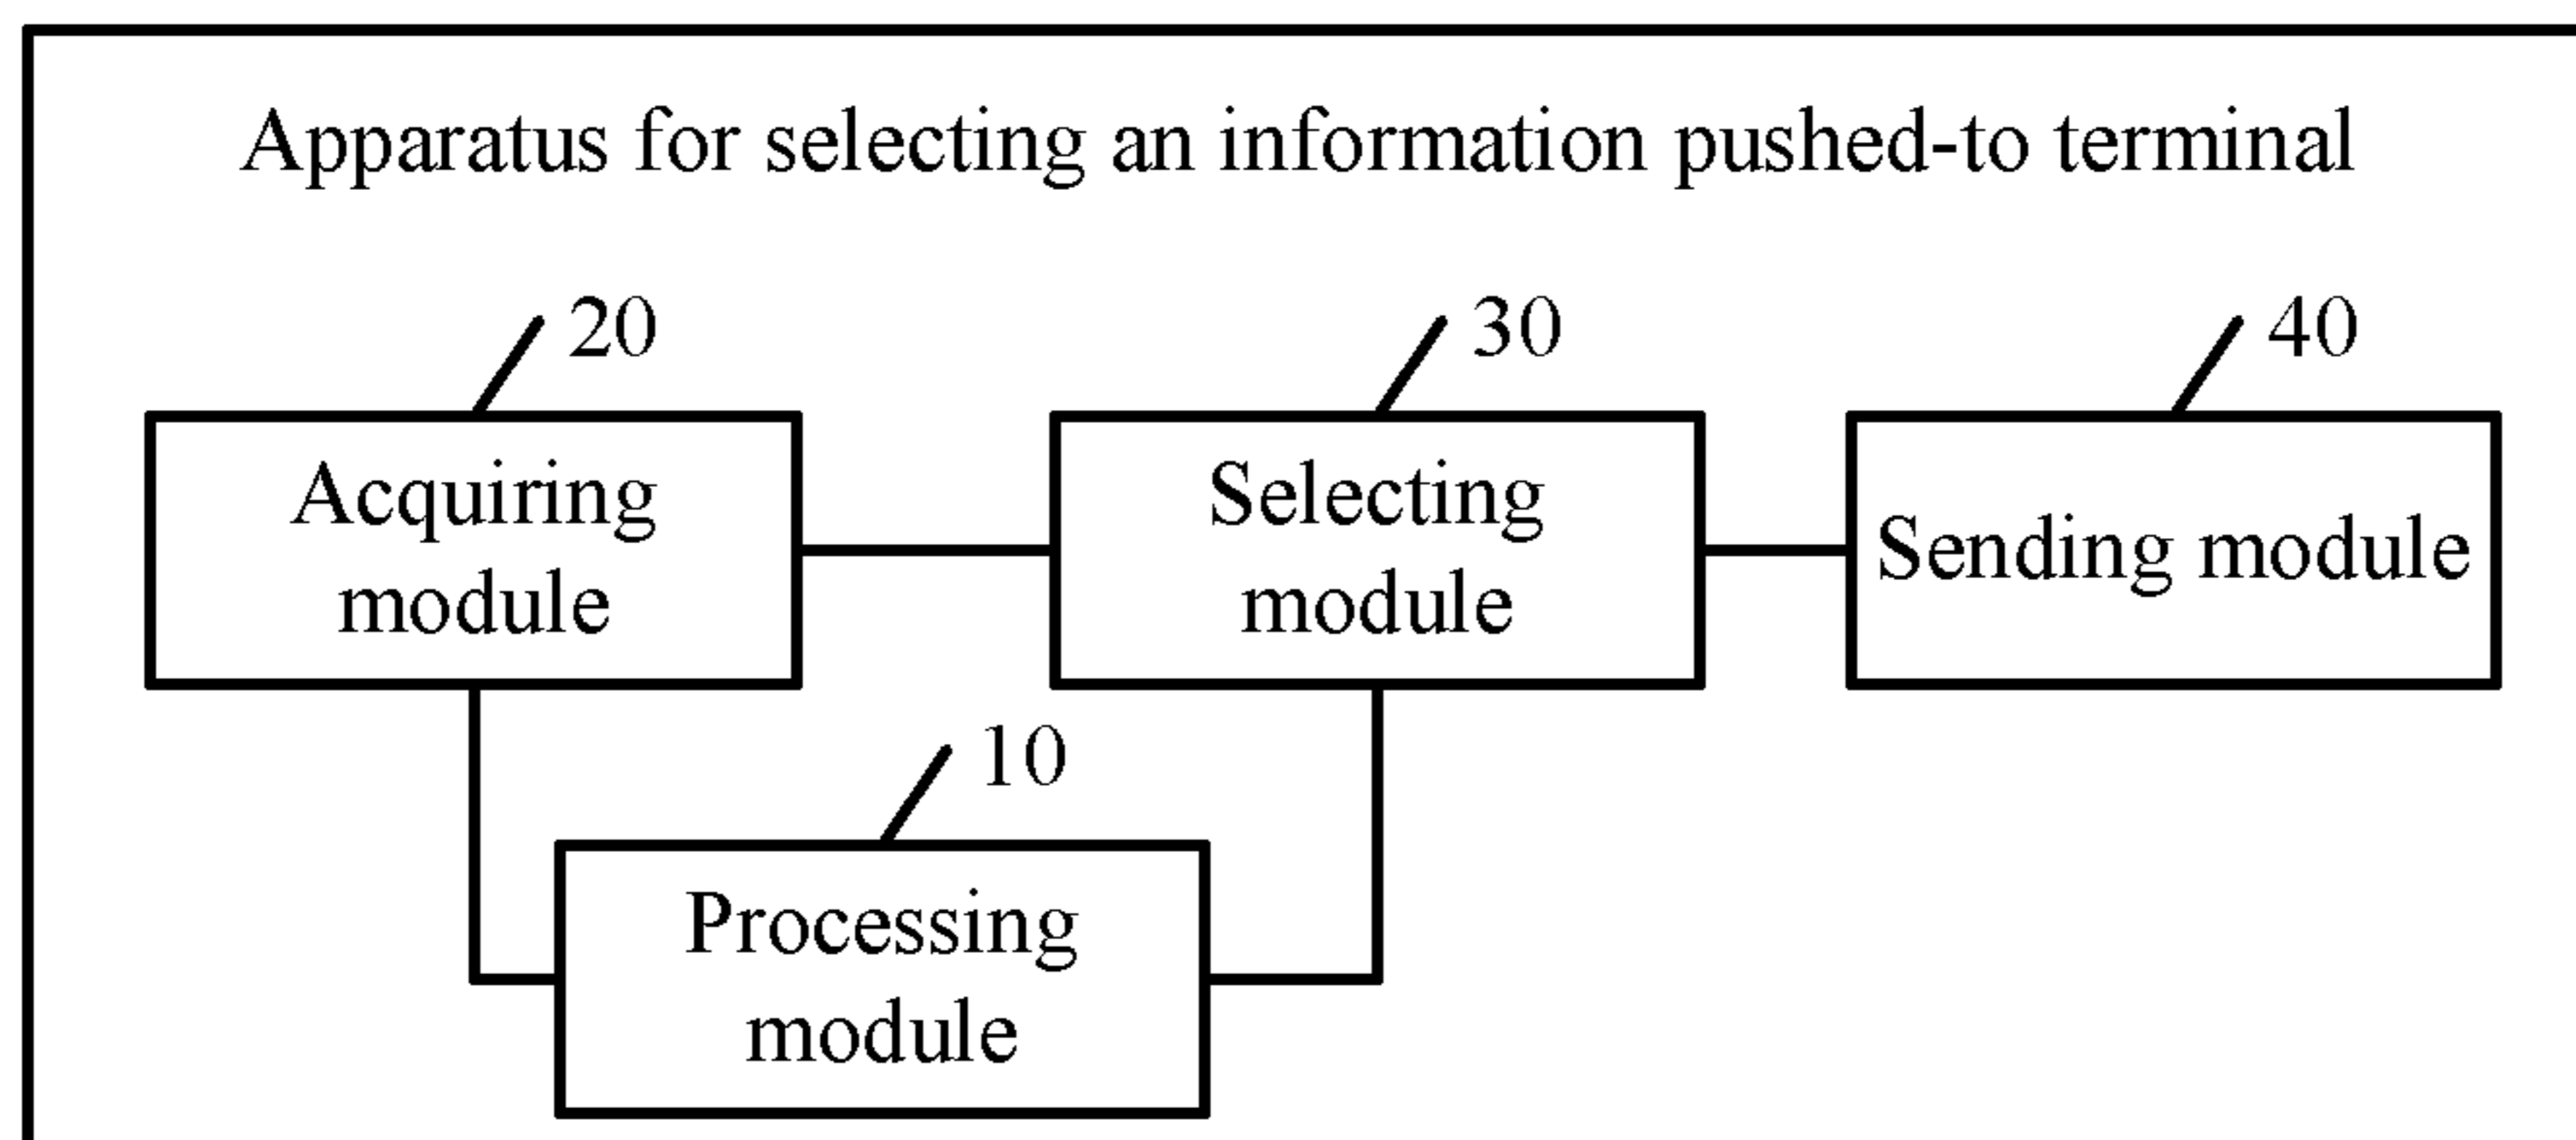 Apparatus for selecting an information pushed-to terminal
20
30
40
Acquiring
module
Selecting
module
Sending module
10
Processing
module